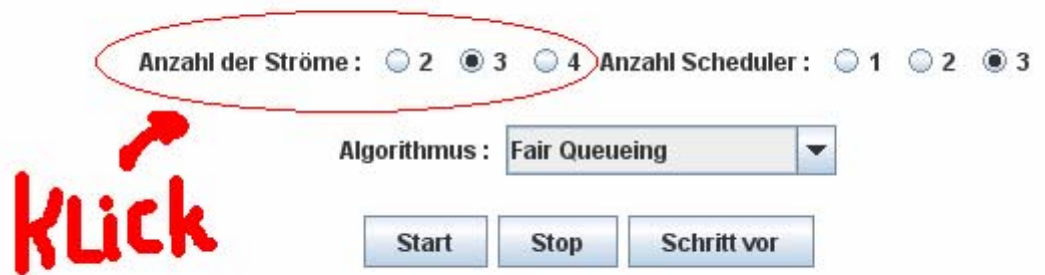 Anzahl der Ströme : 2 3 4 Anzahl Scheduler : 1 2 3
Algorithmus : Fair Queueing
KLick
Start Stop Schritt vor